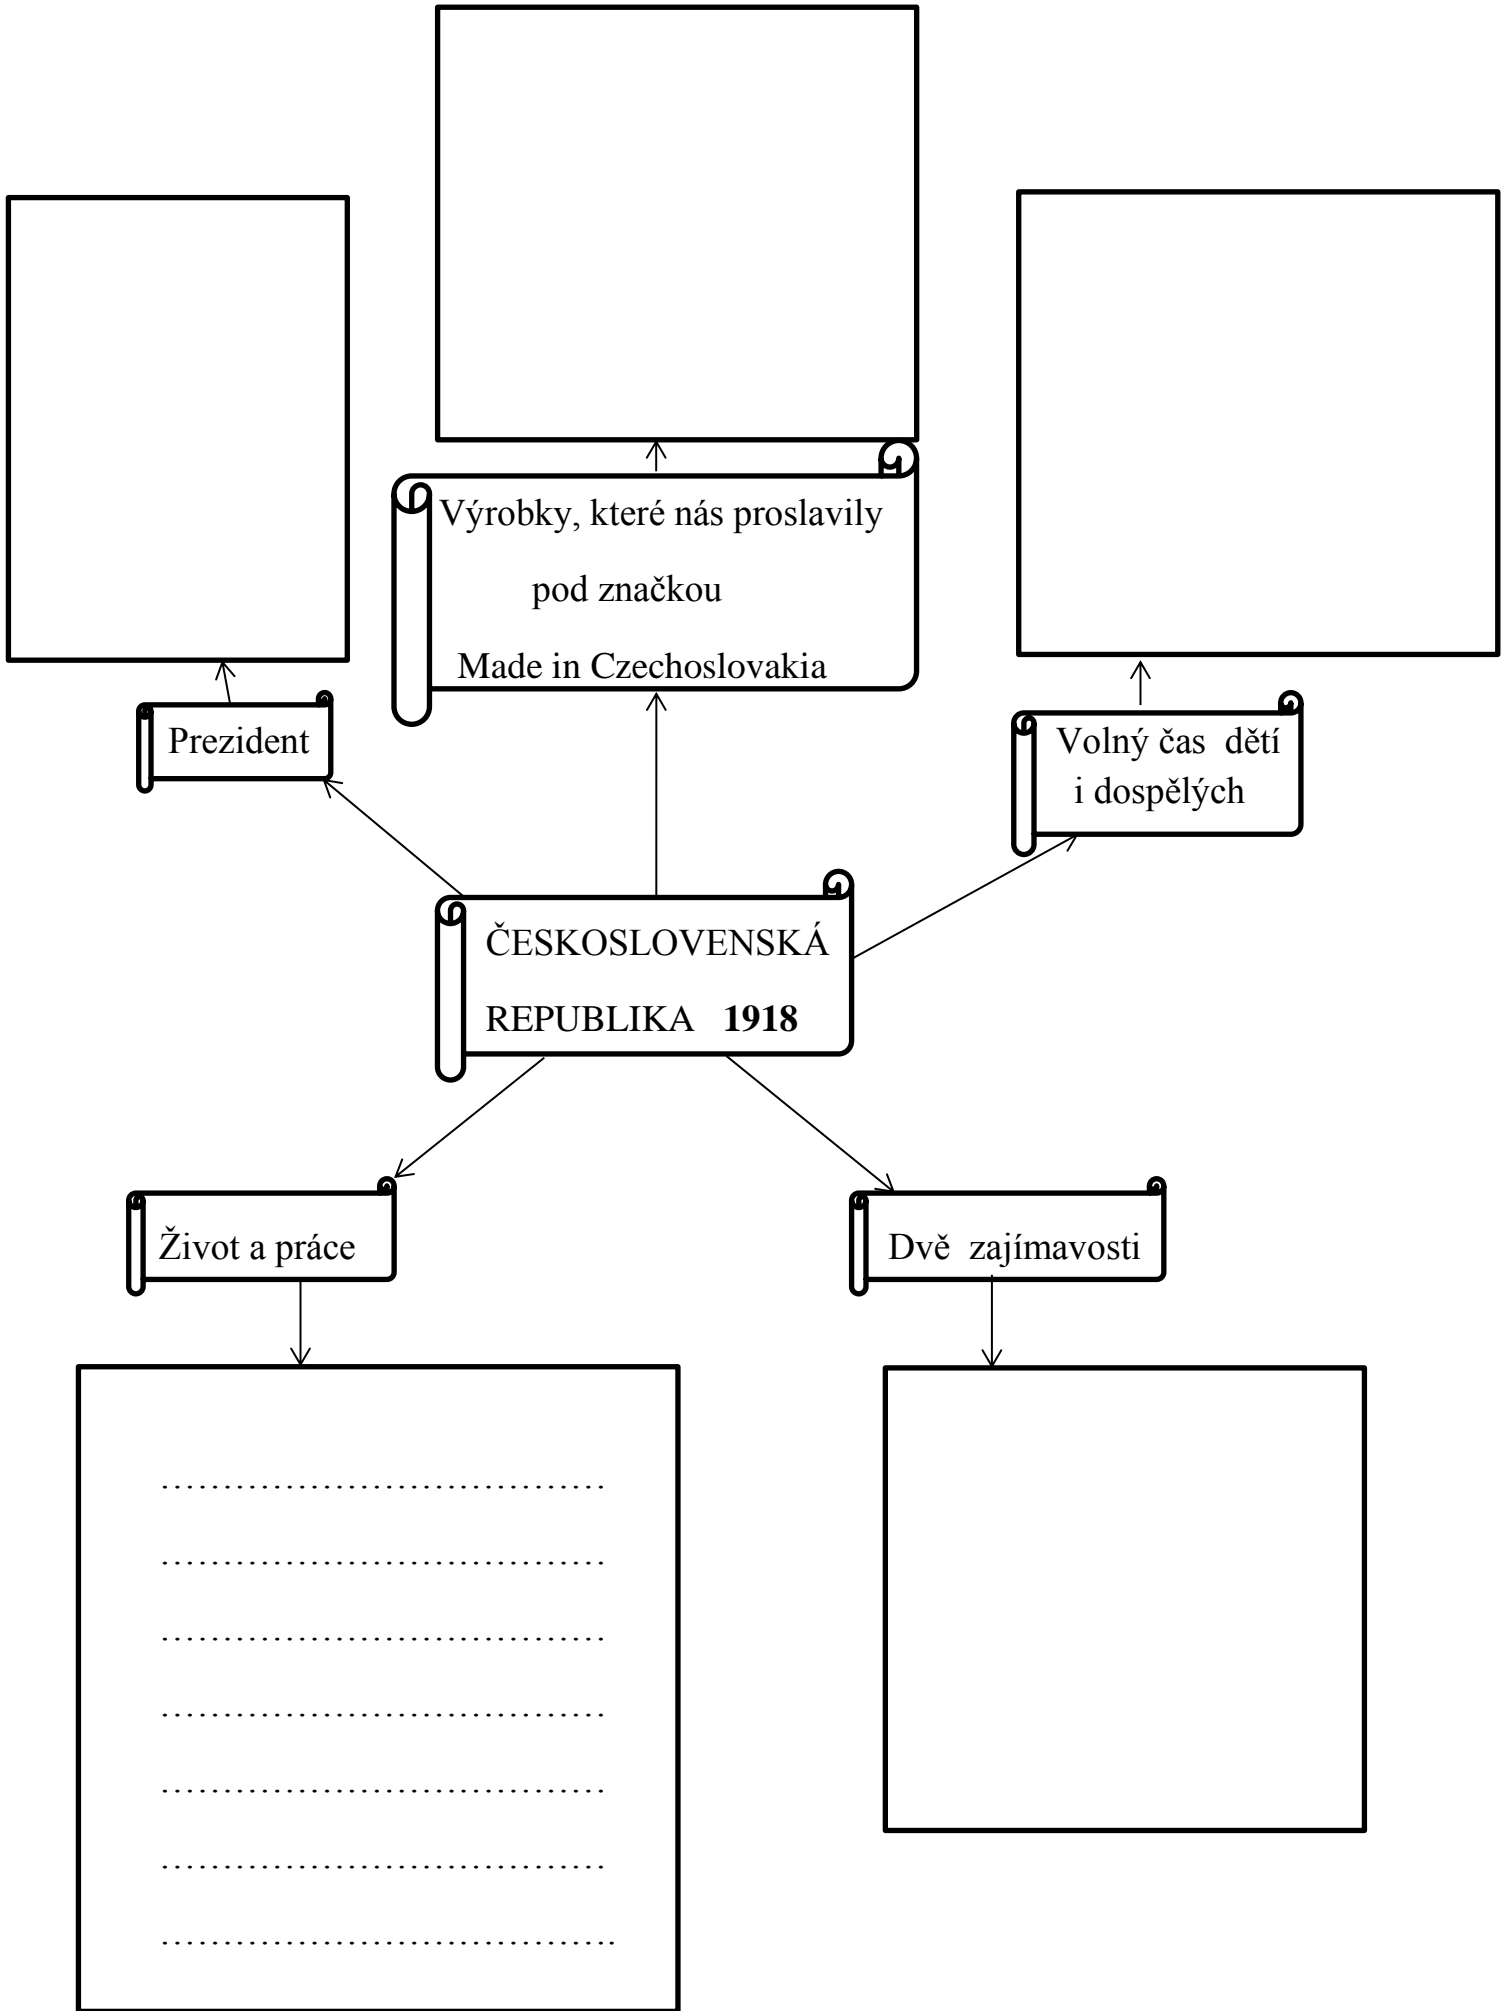 Výrobky, které nás proslavily
pod značkou
Made in Czechoslovakia
Prezident
Volný čas dětí
i dospělých
ČESKOSLOVENSKÁ
REPUBLIKA 1918
Život a práce
Dvě zajímavosti
....................................
....................................
....................................
....................................
....................................
....................................
.....................................